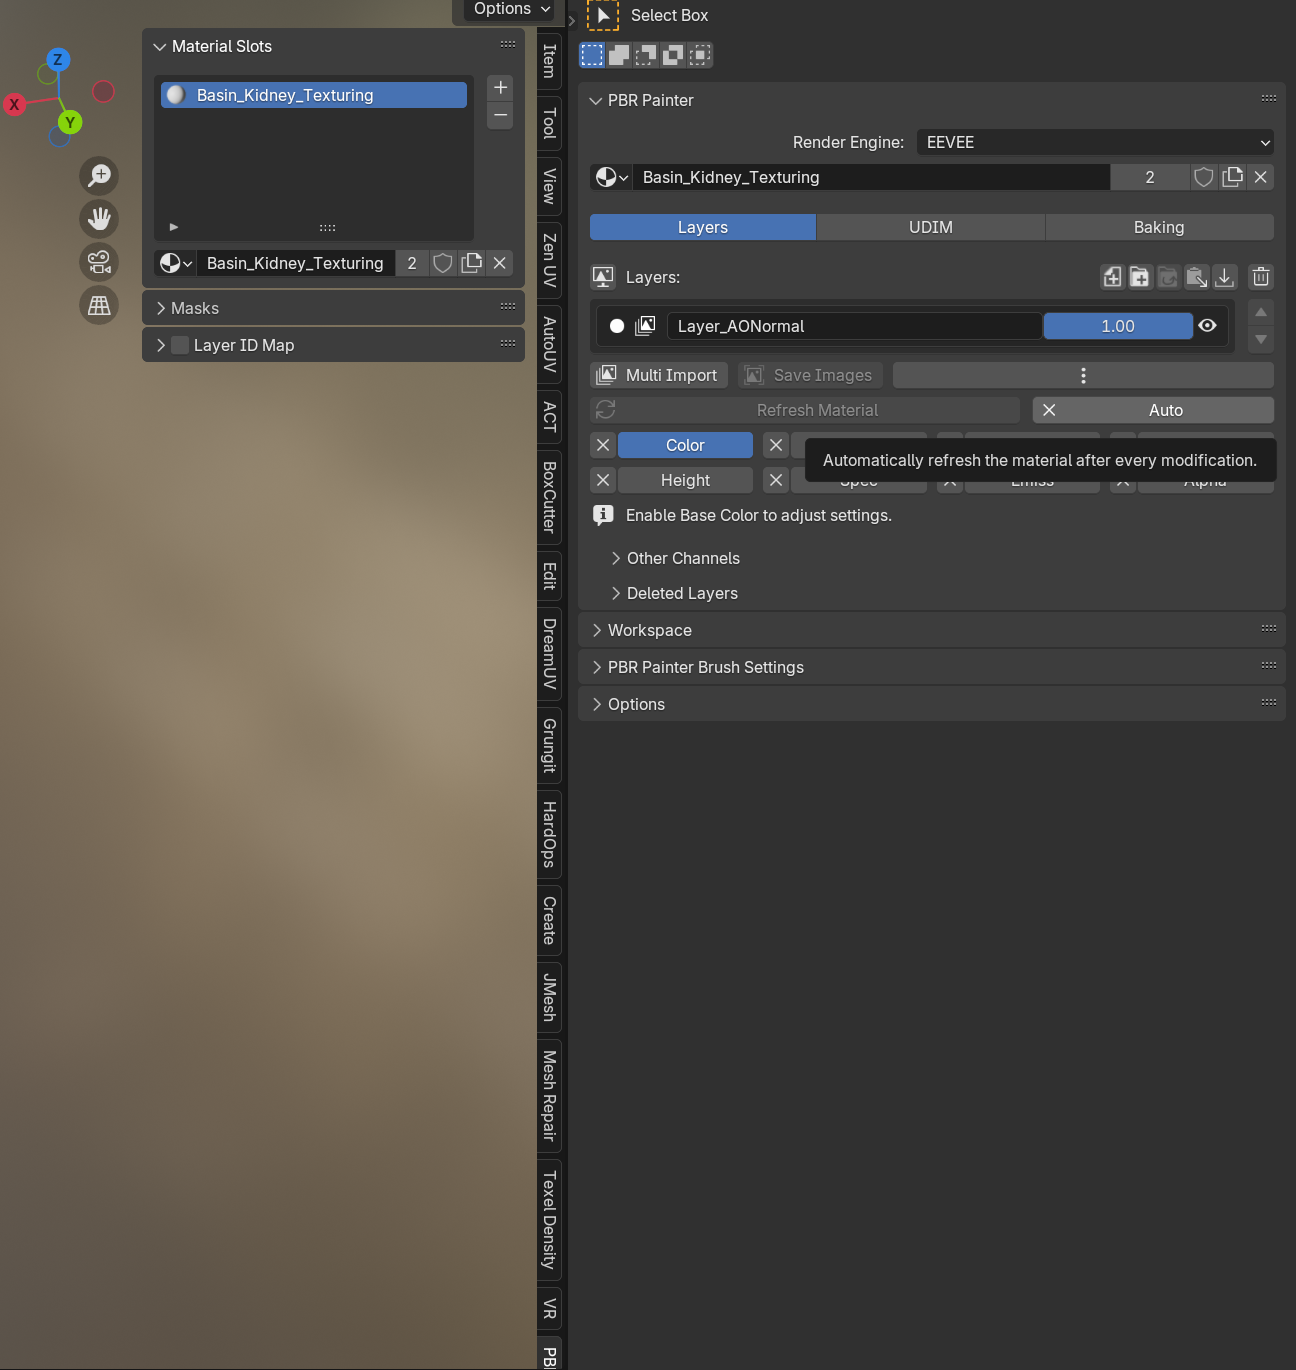 Options
Select Box
Material Slots
Z
X
Y
Basin_Kidney_Texturing
Basin_Kidney_Texturing
2
Masks
Layer ID Map
Item
Tool
View
Zen UV
AutoUV
ACT
BoxCutter
Edit
DreamUV
Grungit
HardOps
Create
JMesh
Mesh Repair
Texel Density
VR
PB
PBR Painter
Render Engine:
EEVEE
Basin_Kidney_Texturing
2
Layers
UDIM
Baking
Layers:
Layer_AONormal
1.00
Multi Import
Save Images
Refresh Material
Auto
Color
Automatically refresh the material after every modification.
Height
Spec
Emiss
Alpha
Enable Base Color to adjust settings.
Other Channels
Deleted Layers
Workspace
PBR Painter Brush Settings
Options